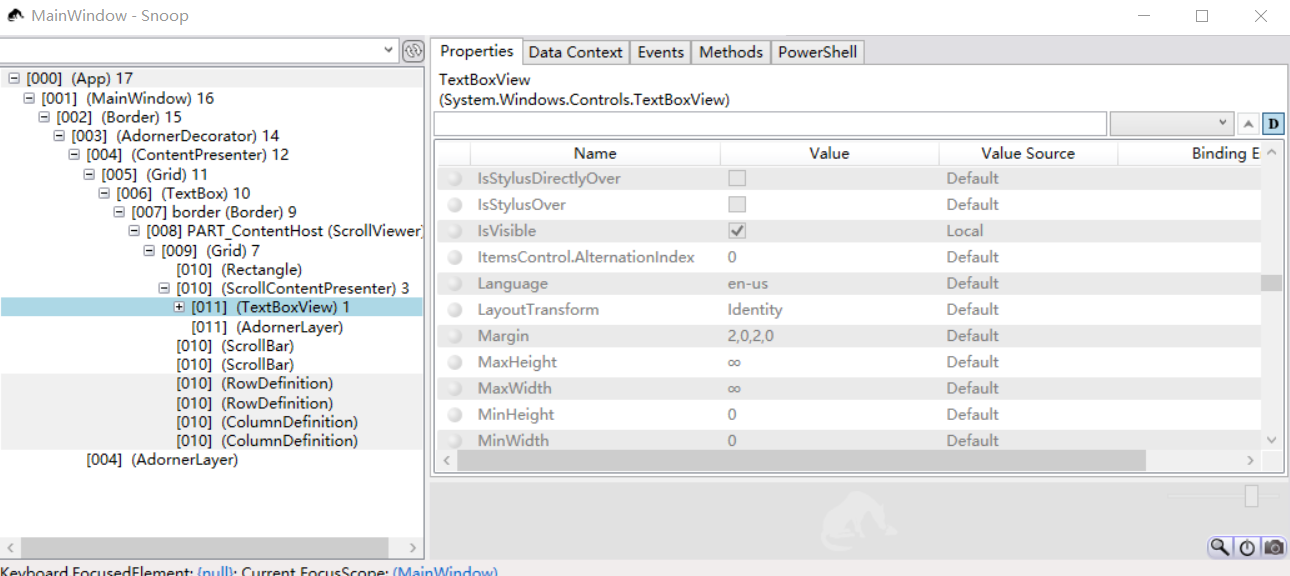 MainWindow - Snoop
[000] (App) 17
[001] (MainWindow) 16
[002] (Border) 15
[003] (AdornerDecorator) 14
[004] (ContentPresenter) 12
[005] (Grid) 11
[006] (TextBox) 10
[007] border (Border) 9
[008] PART_ContentHost (ScrollViewer)
[009] (Grid) 7
[010] (Rectangle)
[010] (ScrollContentPresenter) 3
[011] (TextBoxView) 1
[011] (AdornerLayer)
[010] (ScrollBar)
[010] (ScrollBar)
[010] (RowDefinition)
[010] (RowDefinition)
[010] (ColumnDefinition)
[010] (ColumnDefinition)
[004] (AdornerLayer)
Properties Data Context Events Methods PowerShell
TextBoxView
(System.Windows.Controls.TextBoxView)
D
Name Value Value Source Binding E
IsStylusDirectlyOver Default
IsStylusOver Default
IsVisible Local
ItemsControl.AlternationIndex 0 Default
Language en-us Default
LayoutTransform Identity Default
Margin 2,0,2,0 Default
MaxHeight ∞ Default
MaxWidth ∞ Default
MinHeight 0 Default
MinWidth 0 Default
Keyboard.FocusedElement: {null}; Current FocusScope: (MainWindow)